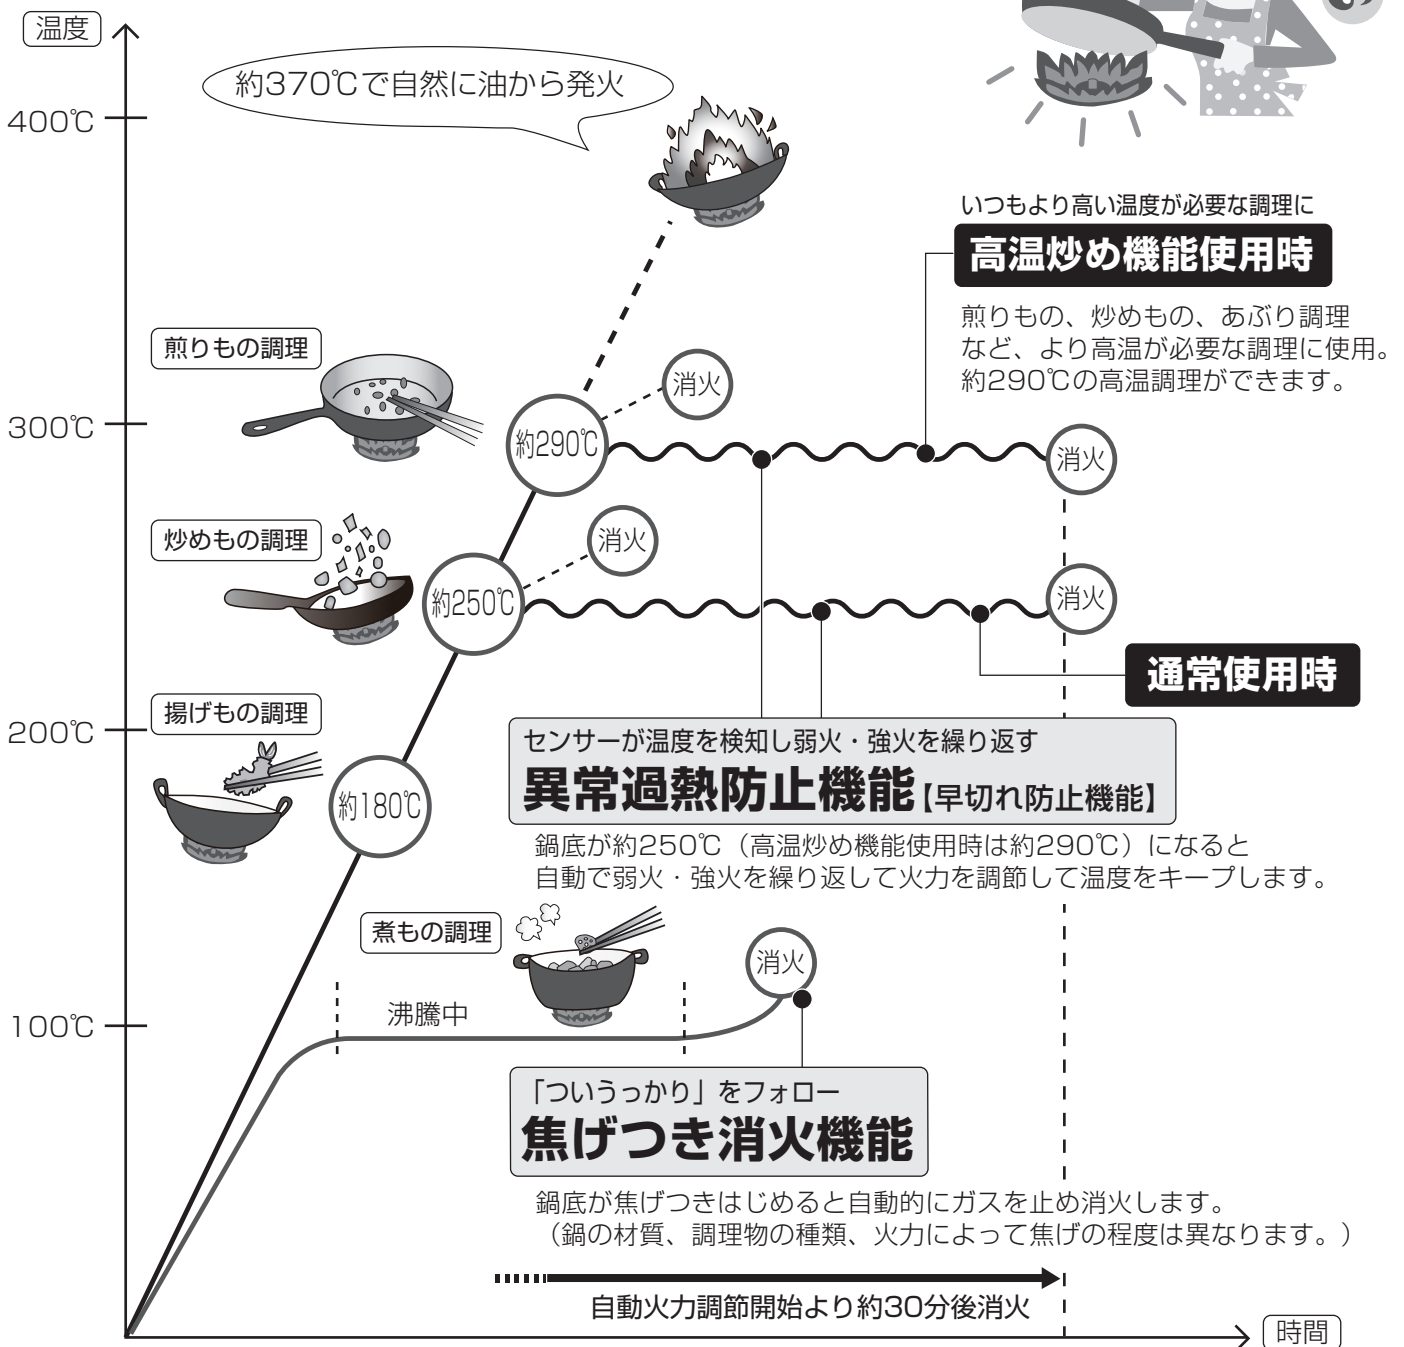 温度
約370℃で自然に油から発火
400℃
いつもより高い温度が必要な調理に
高温炒め機能使用時
煎りもの、炒めもの、あぶり調理
など、より高温が必要な調理に使用。
約290℃の高温調理ができます。
煎りもの調理
消火
300℃
約290℃
消火
炒めもの調理
消火
約250℃
消火
通常使用時
揚げもの調理
200℃
約180℃
センサーが温度を検知し弱火・強火を繰り返す
異常過熱防止機能【早切れ防止機能】
鍋底が約250℃(高温炒め機能使用時は約290℃)になると
自動で弱火・強火を繰り返して火力を調節して温度をキープします。
煮もの調理
消火
沸騰中
100℃
「ついうっかり」をフォロー
焦げつき消火機能
鍋底が焦げつきはじめると自動的にガスを止め消火します。
(鍋の材質、調理物の種類、火力によって焦げの程度は異なります。)
自動火力調節開始より約30分後消火
時間